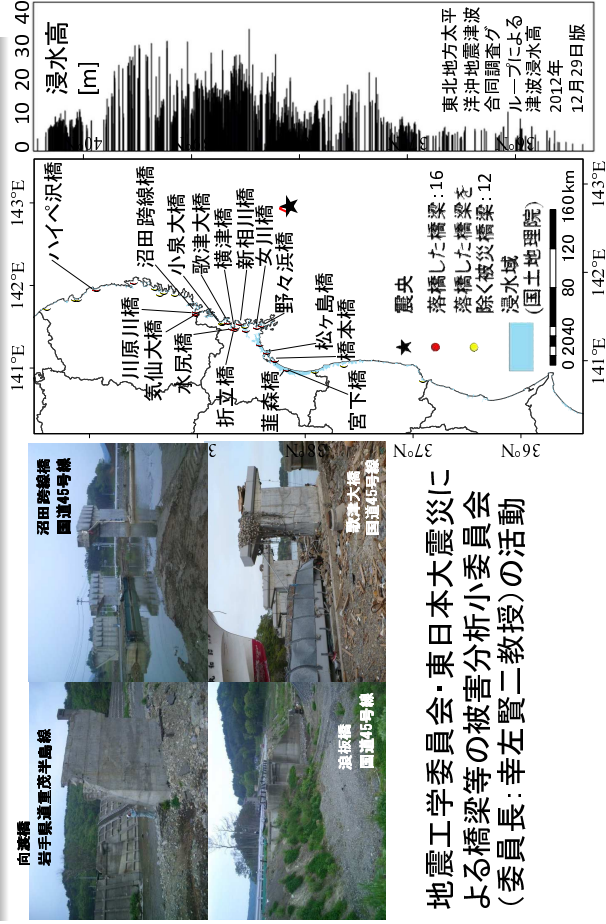 向渡橋
岩手県道重茂半島線
沼田跨線橋
国道45号線
浪板橋
国道45号線
歌津大橋
国道45号線
地震工学委員会・東日本大震災に
よる橋梁等の被害分析小委員会
（委員長：幸左賢二教授）の活動
141°E
142°E
143°E
ハイペ沢橋
沼田跨線橋
小泉大橋
歌津大橋
横津橋
新相川橋
女川橋
野々浜橋
川原川橋
気仙大橋
水尻橋
折立橋
韮森橋
宮下橋
松ヶ島橋
橋本橋
38°N
37°N
36°N
震央
落橋した橋梁：16
落橋した橋梁を
除く被災橋梁：12
浸水域
(国土地理院)
0 20 40 80 120 160 km
141°E
142°E
143°E
0 10 20 30 40
浸水高
[m]
東北地方太平
洋沖地震津波
合同調査グ
ループによる
津波浸水高
2012年
12月29日版